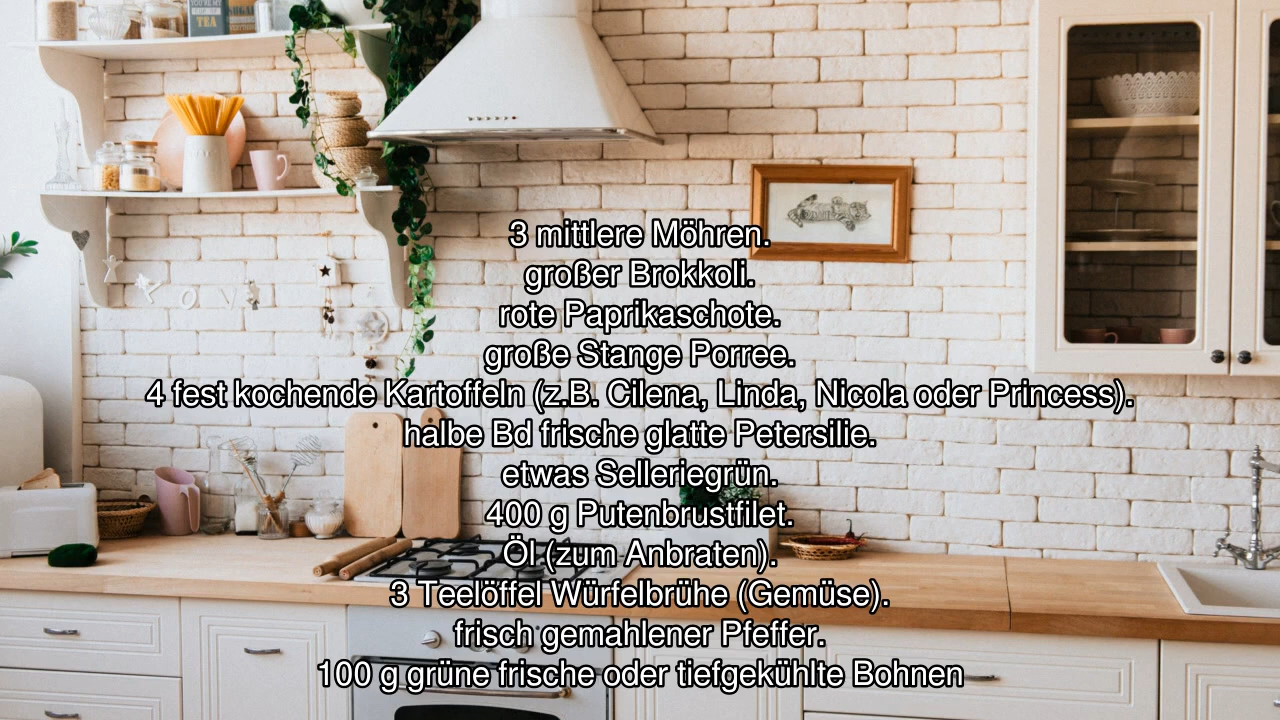 TEA
3 mittlere Möhren.
großer Brokkoli.
rote Paprikaschote.
große Stange Porree.
4 fest kochende Kartoffeln (z.B. Cilena, Linda, Nicola oder Princess).
halbe Bd frische glatte Petersilie.
etwas Selleriegrün.
400 g Putenbrustfilet.
Öl (zum Anbraten).
3 Teelöffel Würfelbrühe (Gemüse).
frisch gemahlener Pfeffer.
100 g grüne frische oder tiefgekühlte Bohnen